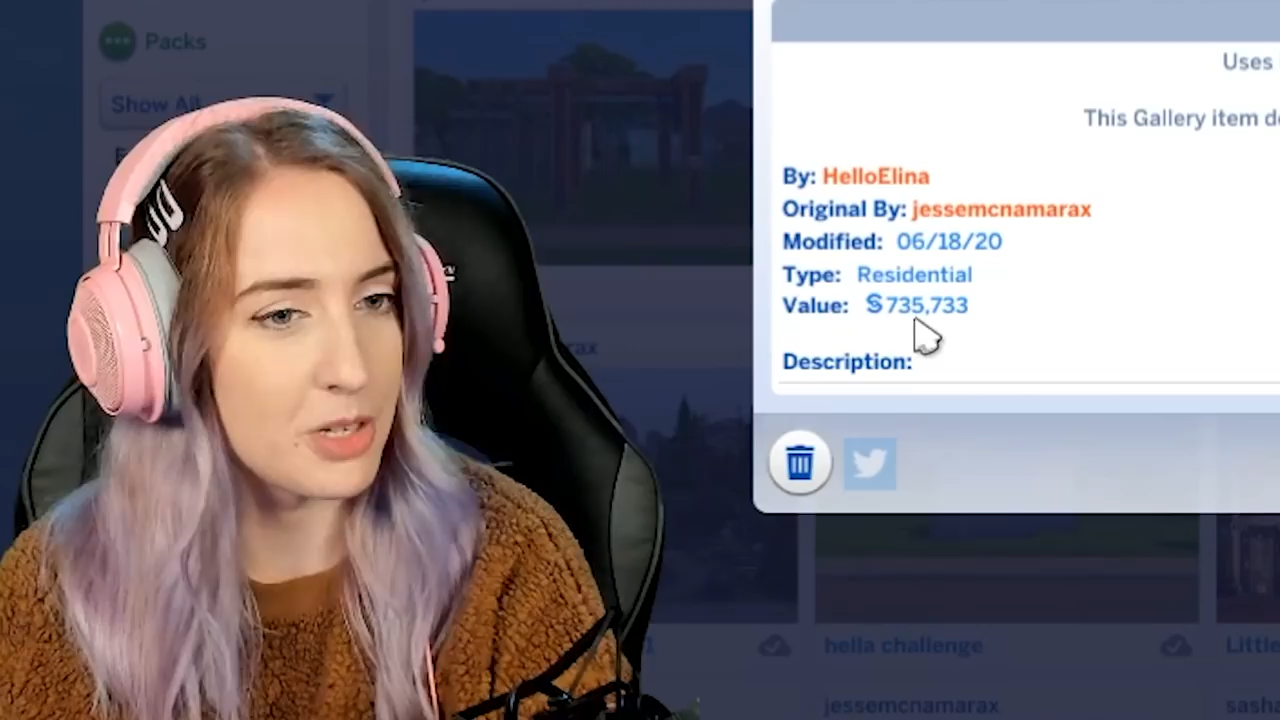 Packs
Show All
Uses
This Gallery item
By: HelloElina
Original By: jessemcnamarax
Modified: 06/18/20
Type: Residential
Value: §735,733
Description:
hella challenge
Little
jessemcnamarax